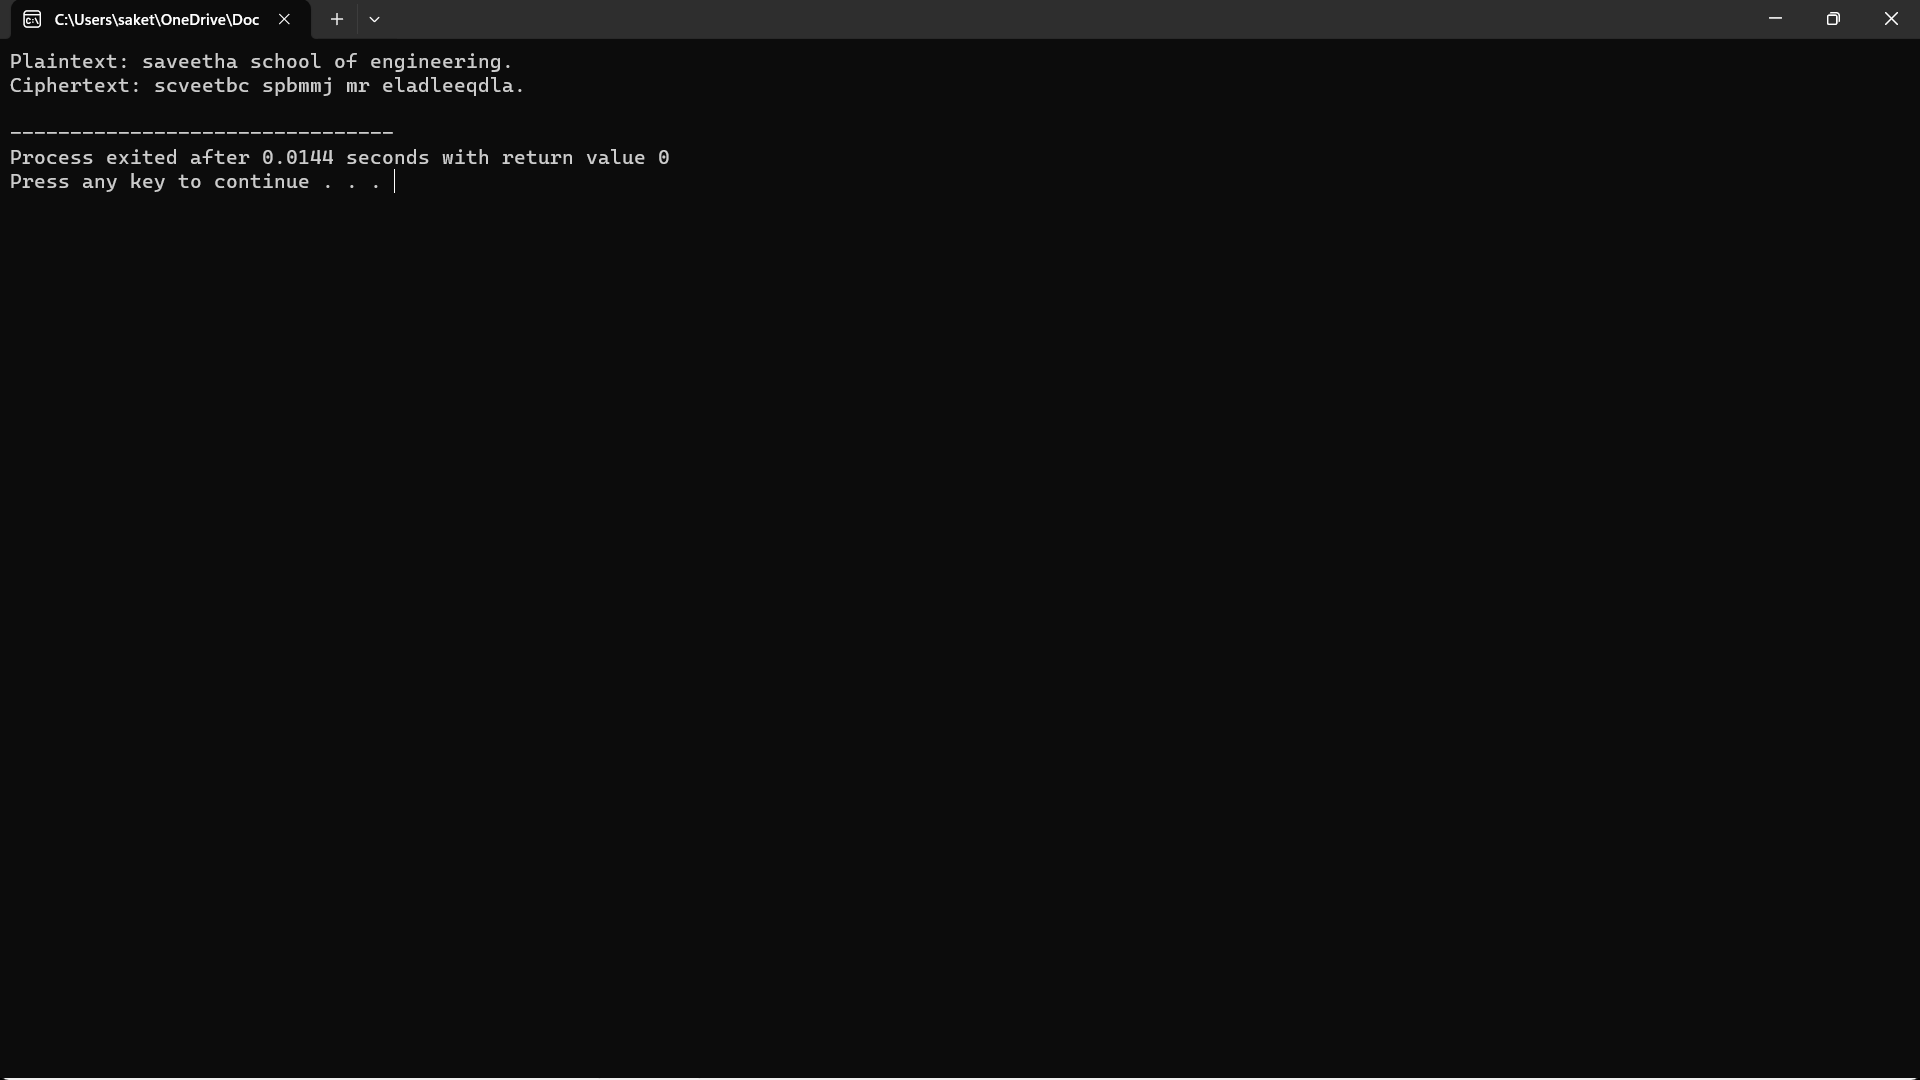 C:\Users\saket\OneDrive\Doc
Plaintext: saveetha school of engineering.
Ciphertext: scveetbc spbmmj mr eladleeqdla.
--------------------------------
Process exited after 0.0144 seconds with return value 0
Press any key to continue . . .